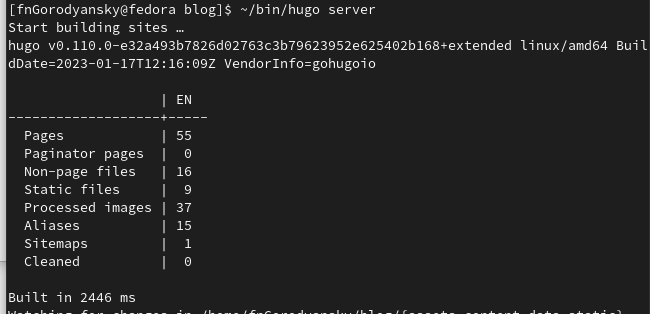 [fnGorodyansky@fedora blog]$ ~/bin/hugo server
Start building sites …
hugo v0.110.0-e32a493b7826d02763c3b79623952e625402b168+extended linux/amd64 Buil
dDate=2023-01-17T12:16:09Z VendorInfo=gohugoio
                   | EN
-------------------+-----
  Pages            | 55
  Paginator pages  |  0
  Non-page files   | 16
  Static files     |  9
  Processed images | 37
  Aliases          | 15
  Sitemaps         |  1
  Cleaned          |  0
Built in 2446 ms
Watching for changes in /home/fnGorodyansky/blog/{assets,content,data,static}